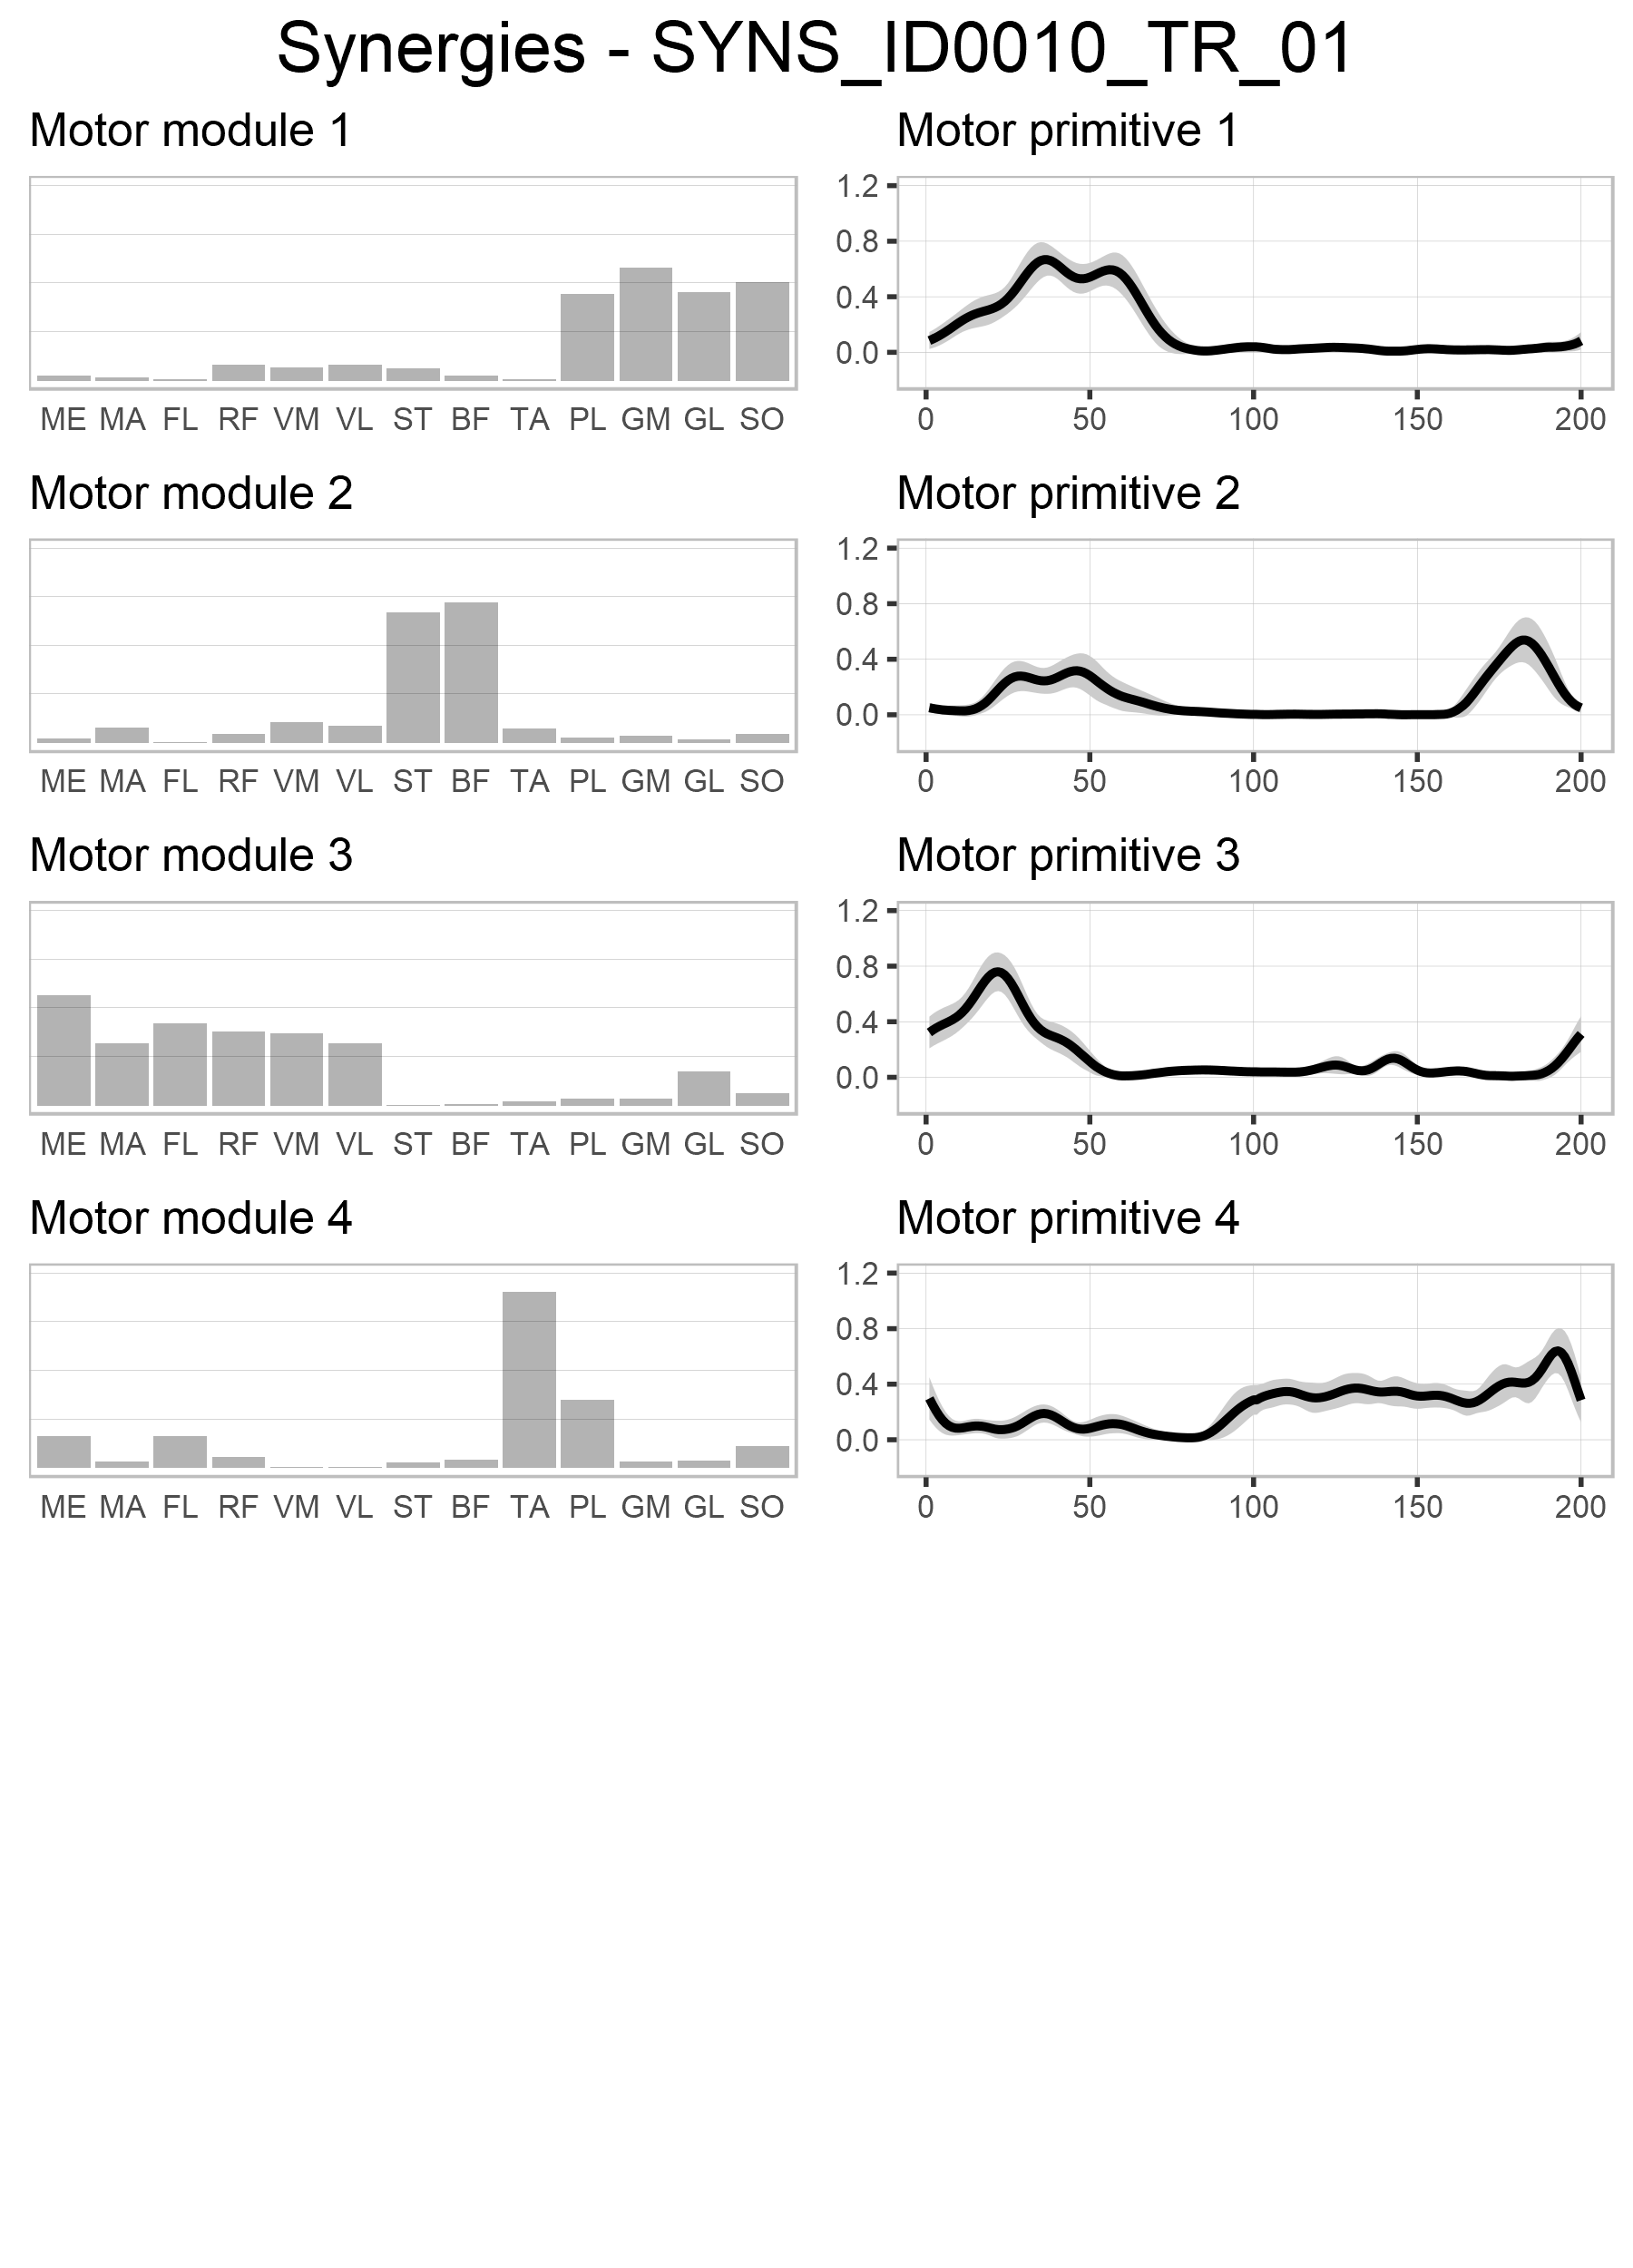 Synergies - SYNS_ID0010_TR_01
Motor module 1
Motor primitive 1
1.2
0.8
0.4
0.0
ME MA FL RF VM VL ST BF TA PL GM GL SO
0 50 100 150 200
Motor module 2
Motor primitive 2
1.2
0.8
0.4
0.0
ME MA FL RF VM VL ST BF TA PL GM GL SO
0 50 100 150 200
Motor module 3
Motor primitive 3
1.2
0.8
0.4
0.0
ME MA FL RF VM VL ST BF TA PL GM GL SO
0 50 100 150 200
Motor module 4
Motor primitive 4
1.2
0.8
0.4
0.0
ME MA FL RF VM VL ST BF TA PL GM GL SO
0 50 100 150 200